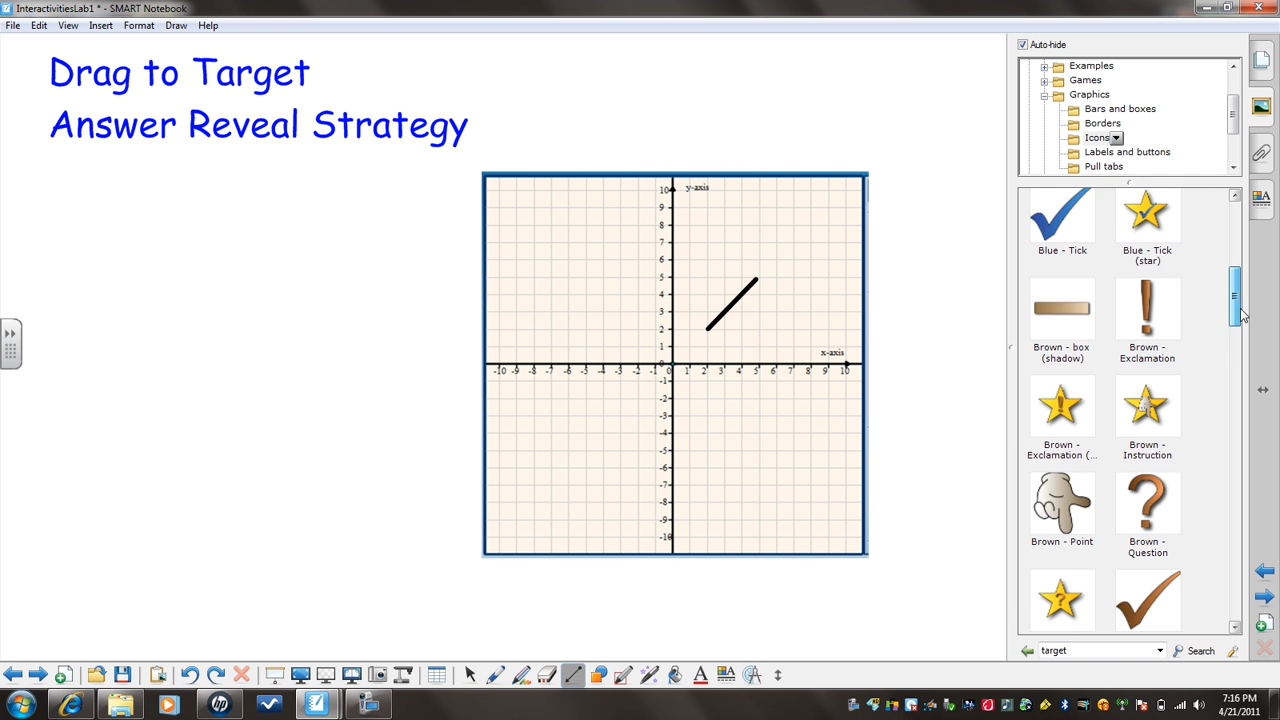 InteractivitiesLab1 * - SMART Notebook
File Edit View Insert Format Draw Help
Drag to Target
Answer Reveal Strategy
y-axis
10
9
8
7
6
5
4
3
2
1
0
x-axis
-10 -9 -8 -7 -6 -5 -4 -3 -2 -1 0 1 2 3 4 5 6 7 8 9 10
-1
-2
-3
-4
-5
-6
-7
-8
-9
-10
Auto-hide
Examples
Games
Graphics
Bars and boxes
Borders
Icons
Labels and buttons
Pull tabs
Blue - Tick
Blue - Tick (star)
Brown - box (shadow)
Brown - Exclamation
Brown - Exclamation (...
Brown - Instruction
Brown - Point
Brown - Question
target
Search
7:16 PM
4/21/2011